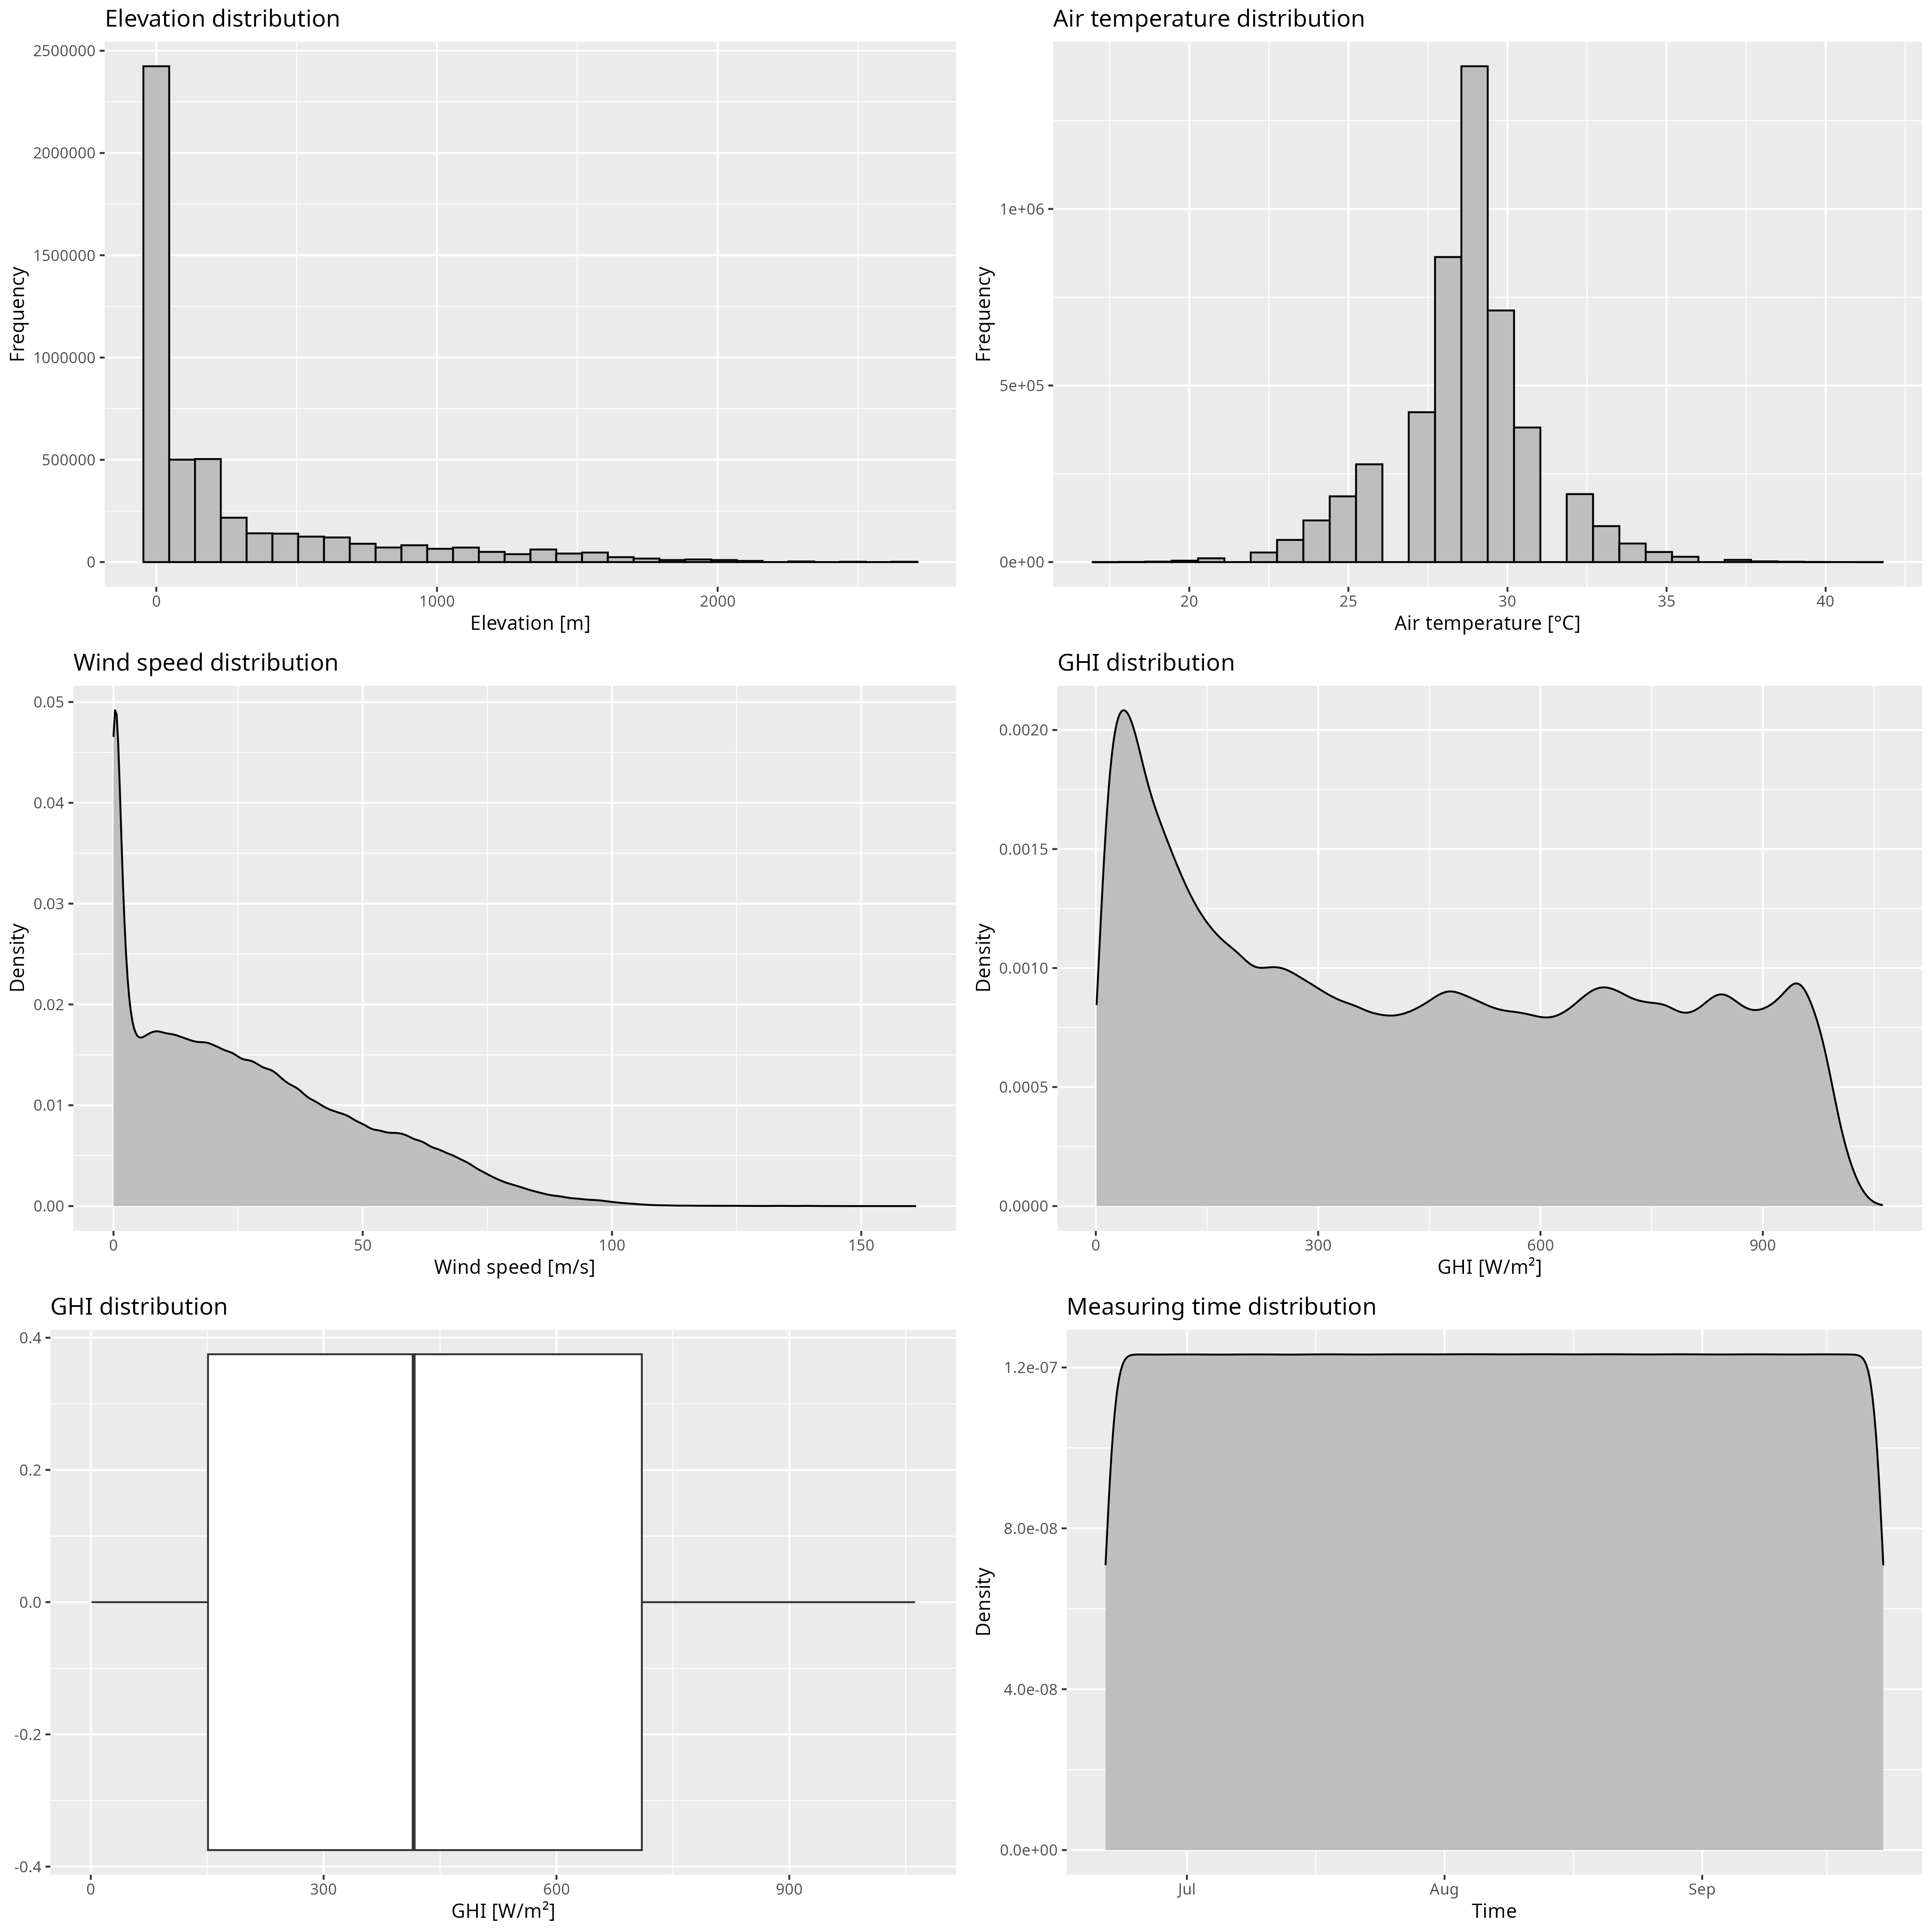 Elevation distribution
2500000
2000000
1500000
1000000
500000
0
Frequency
0 1000 2000
Elevation [m]
Air temperature distribution
1e+06
5e+05
0e+00
Frequency
20 25 30 35 40
Air temperature [°C]
Wind speed distribution
0.05
0.04
0.03
0.02
0.01
0.00
Density
0 50 100 150
Wind speed [m/s]
GHI distribution
0.0020
0.0015
0.0010
0.0005
0.0000
Density
0 300 600 900
GHI [W/m²]
GHI distribution
0.4
0.2
0.0
-0.2
-0.4
0 300 600 900
GHI [W/m²]
Measuring time distribution
1.2e-07
8.0e-08
4.0e-08
0.0e+00
Density
Jul Aug Sep
Time